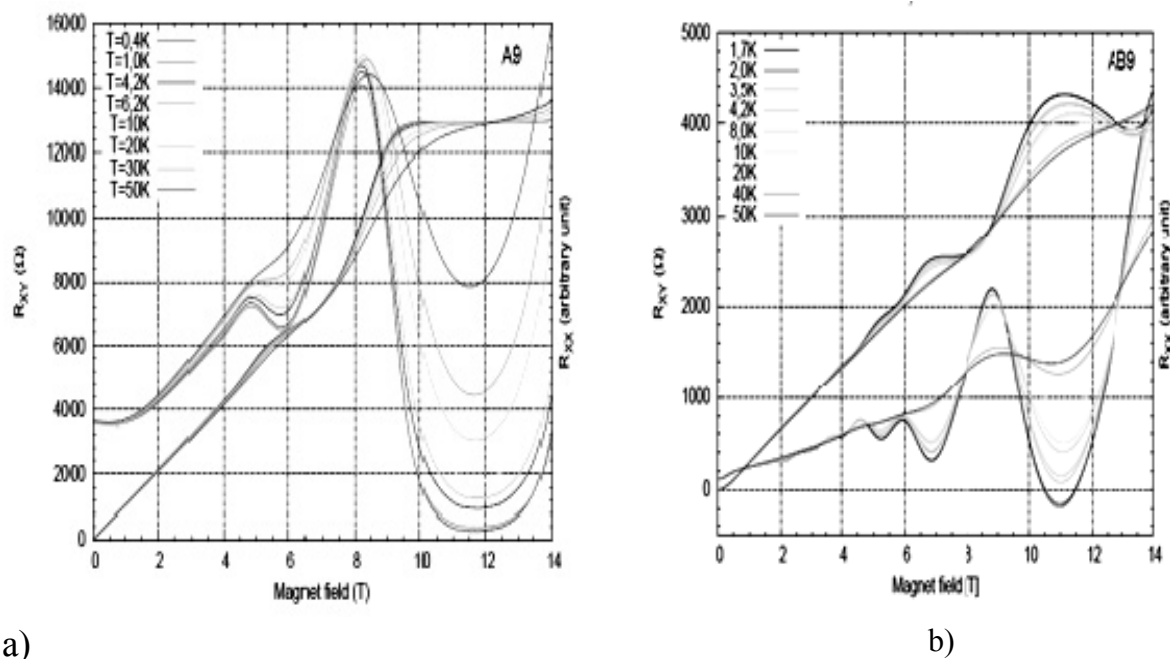 16000
14000
12000
10000
8000
6000
4000
2000
0
R_XY (Ω)
T=0,4K
T=1,0K
T=4,2K
T=6,2K
T=10K
T=20K
T=30K
T=50K
A9
R_XX (arbitrary unit)
0 2 4 6 8 10 12 14
Magnet field (T)
a)
5000
4000
3000
2000
1000
0
R_XY (Ω)
1,7K
2,0K
3,5K
4,2K
8,0K
10K
20K
40K
50K
AB9
R_XX (arbitrary unit)
0 2 4 6 8 10 12 14
Magnet field [T]
b)